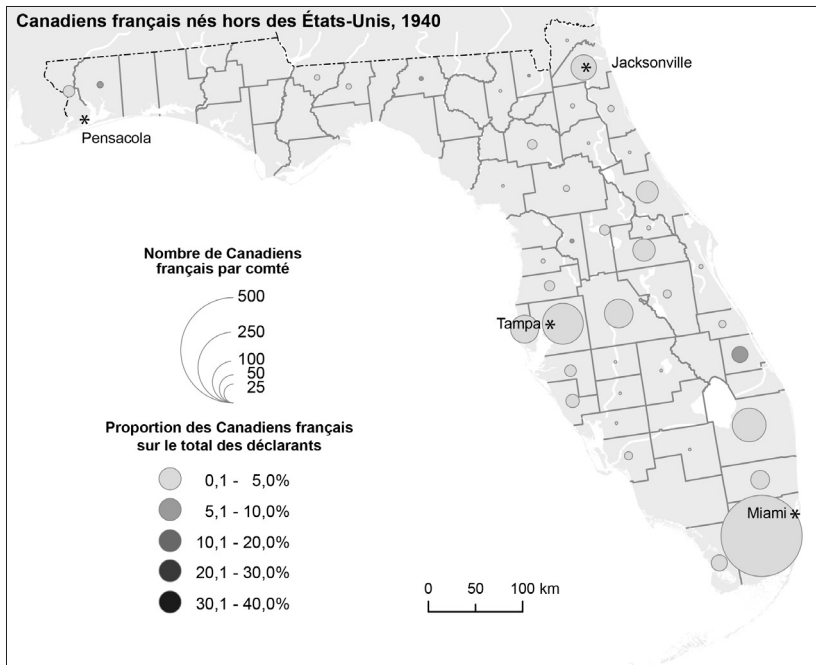 Canadiens français nés hors des États-Unis, 1940
Jacksonville
Pensacola
Nombre de Canadiens
français par comté
500
250
100
50
25
Tampa
Proportion des Canadiens français
sur le total des déclarants
0,1 - 5,0%
5,1 - 10,0%
10,1 - 20,0%
20,1 - 30,0%
30,1 - 40,0%
Miami
0 50 100 km